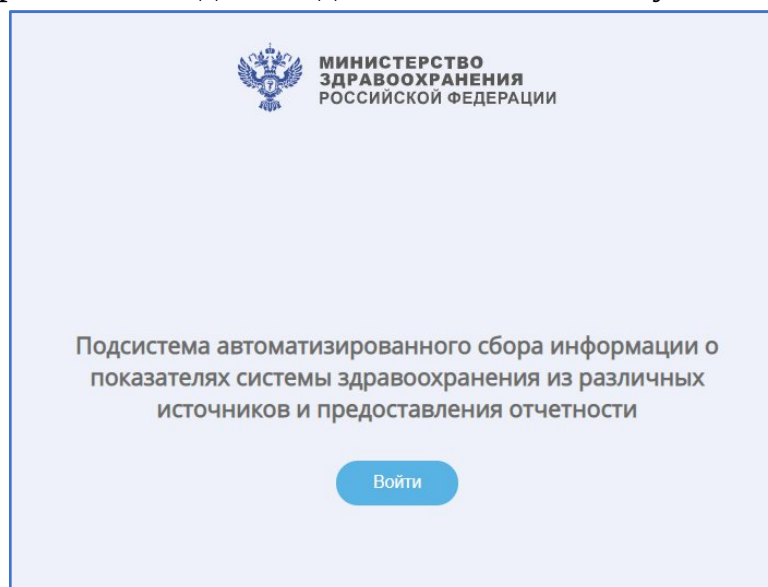 МИНИСТЕРСТВО
ЗДРАВООХРАНЕНИЯ
РОССИЙСКОЙ ФЕДЕРАЦИИ
Подсистема автоматизированного сбора информации о
показателях системы здравоохранения из различных
источников и предоставления отчетности
Войти